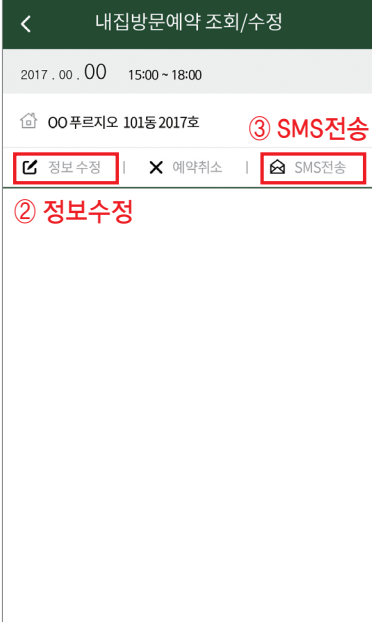 내집방문예약 조회/수정
2017 . 00 . 00 15:00 ~ 18:00
OO 푸르지오 101동 2017호
③ SMS전송
정보 수정 | 예약취소 | SMS전송
② 정보수정